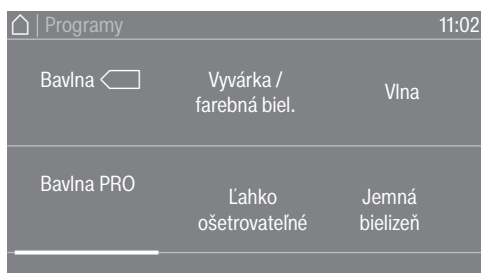 Programy
11:02
Bavlna
Vyvárka /
farebná biel.
Vlna
Bavlna PRO
Ľahko
ošetrovateľné
Jemná
bielizeň